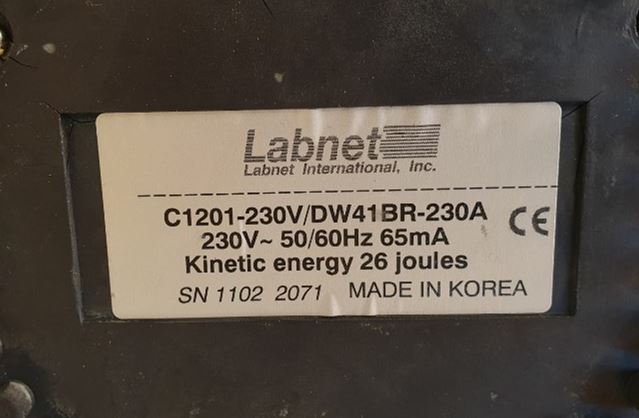 Labnet
Labnet International, Inc.
C1201-230V/DW41BR-230A
230V~ 50/60Hz 65mA
Kinetic energy 26 joules
CE
SN 1102 2071 MADE IN KOREA